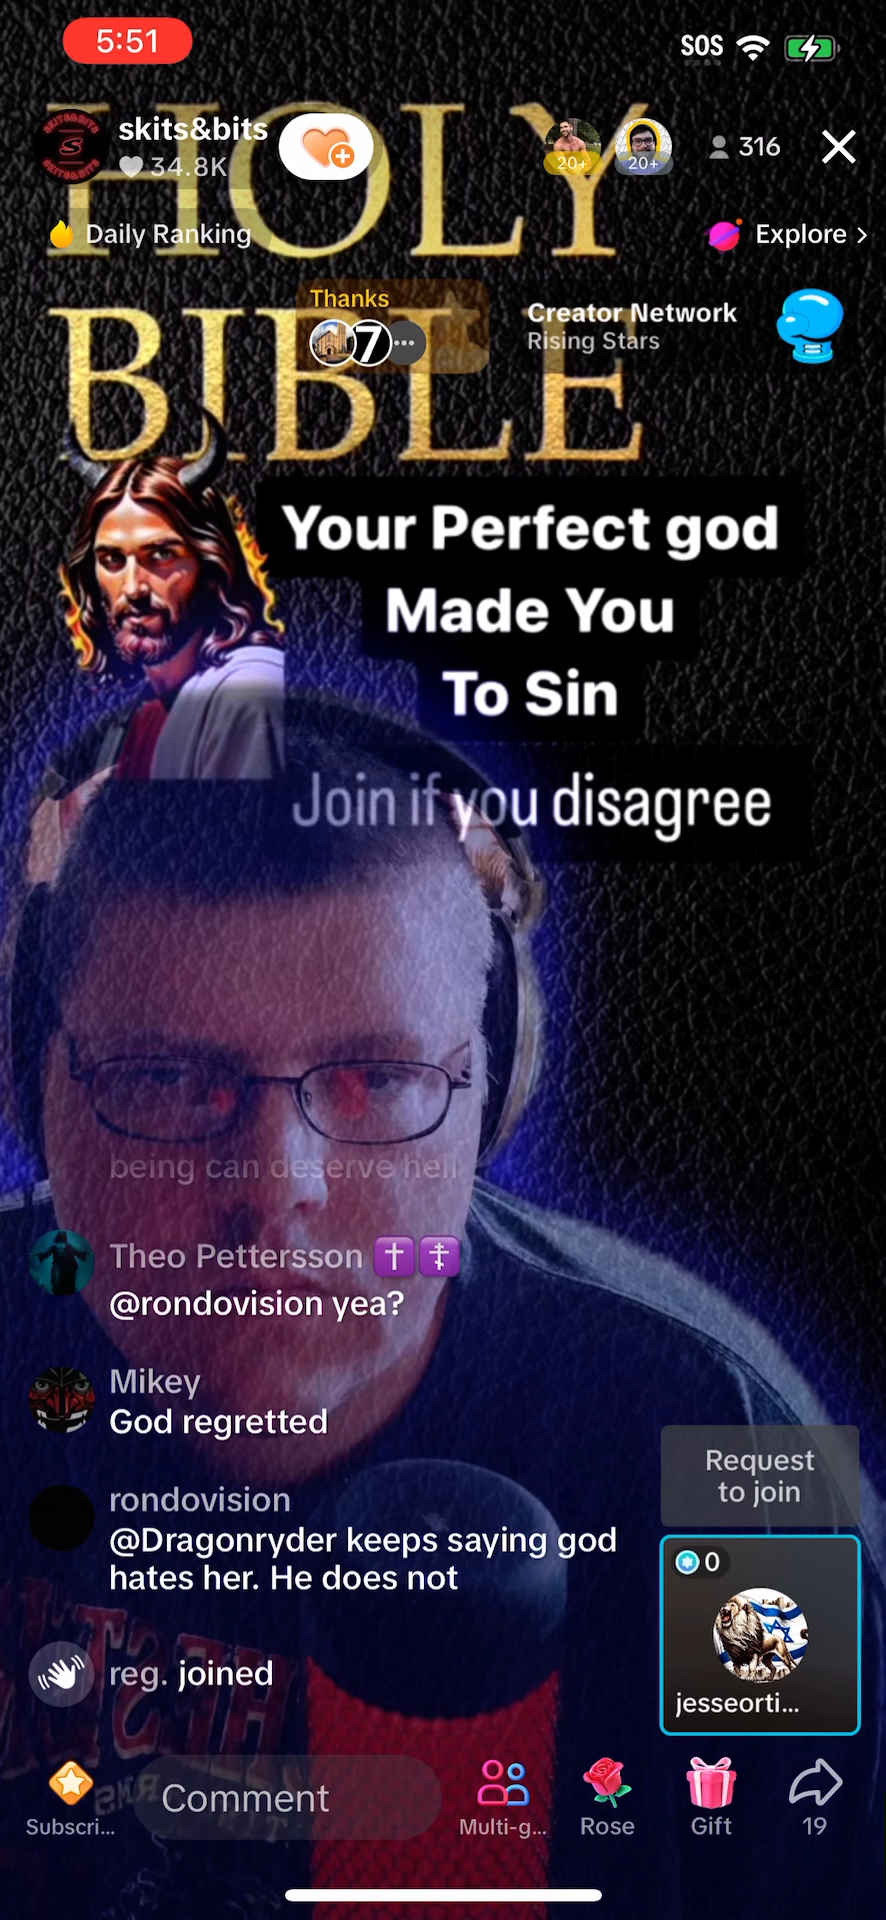 5:51
SOS
HOLY
skits&bits
34.8K
20+
20+
316
Daily Ranking
Explore >
BIBLE
Thanks
7
Creator Network
Rising Stars
Your Perfect god
Made You
To Sin
Join if you disagree
being can deserve hell
Theo Pettersson
@rondovision yea?
Mikey
God regretted
rondovision
@Dragonryder keeps saying god
hates her. He does not
reg. joined
Request
to join
0
jesseorti...
Subscri...
Comment
Multi-g...
Rose
Gift
19